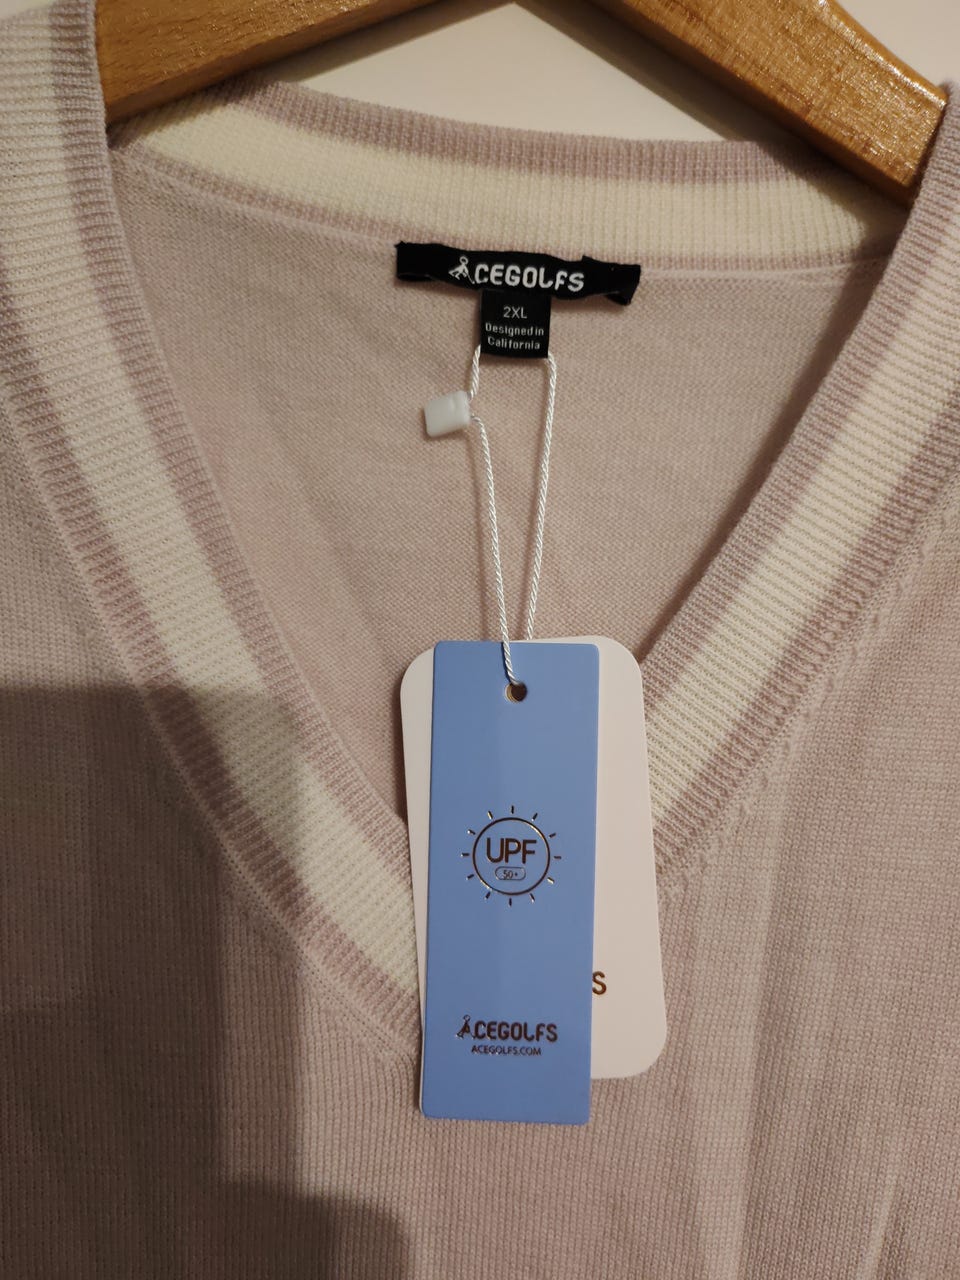 ACEGOLFS
2XL
Designed in
California
UPF
50+
S
ACEGOLFS
ACEGOLFS.COM